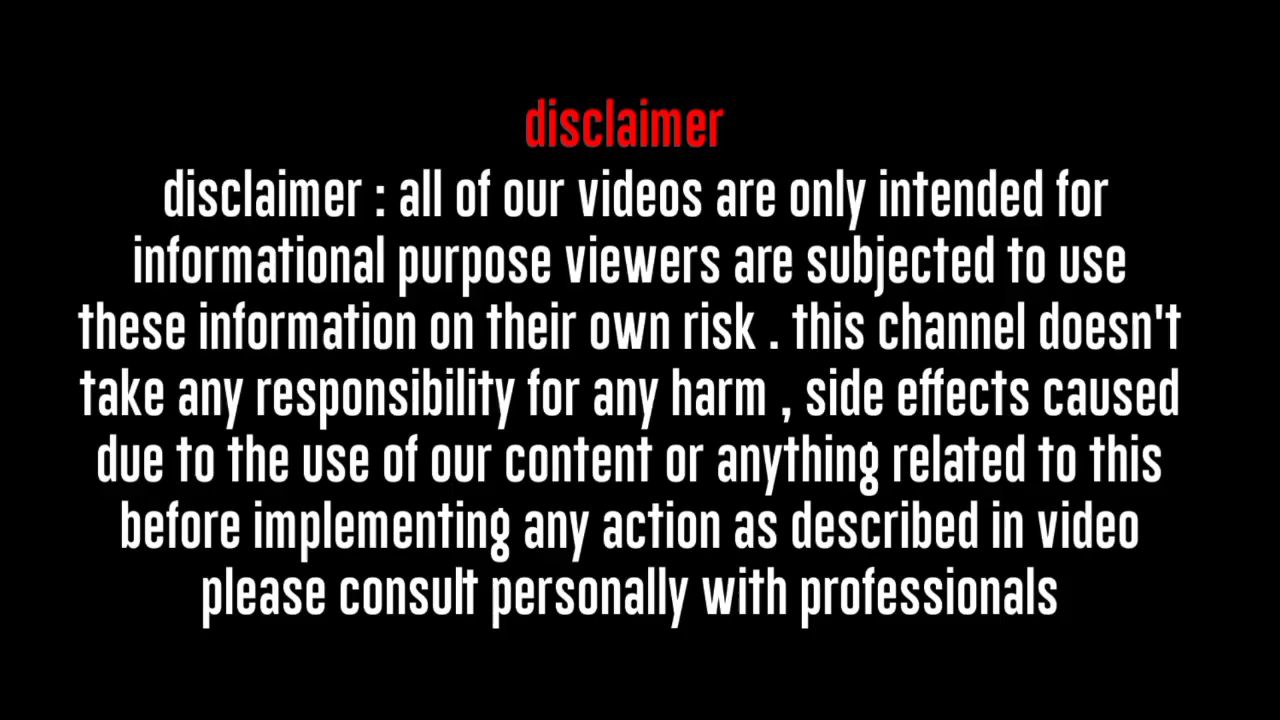 disclaimer
disclaimer : all of our videos are only intended for
informational purpose viewers are subjected to use
these information on their own risk . this channel doesn't
take any responsibility for any harm , side effects caused
due to the use of our content or anything related to this
before implementing any action as described in video
please consult personally with professionals